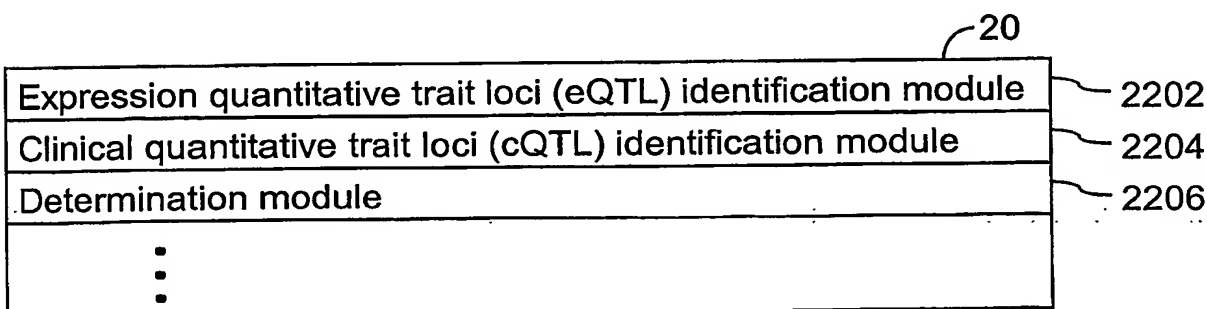 20
Expression quantitative trait loci (eQTL) identification module 2202
Clinical quantitative trait loci (cQTL) identification module 2204
Determination module 2206